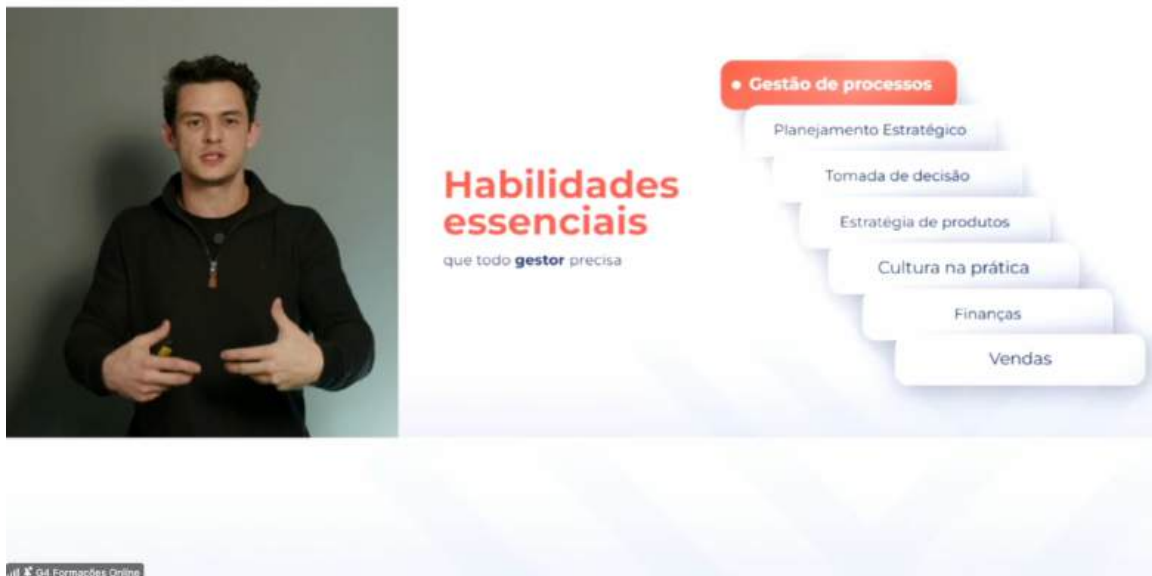 Habilidades
essenciais
que todo gestor precisa
Gestão de processos
Planejamento Estratégico
Tomada de decisão
Estratégia de produtos
Cultura na prática
Finanças
Vendas
G4 Formações Online